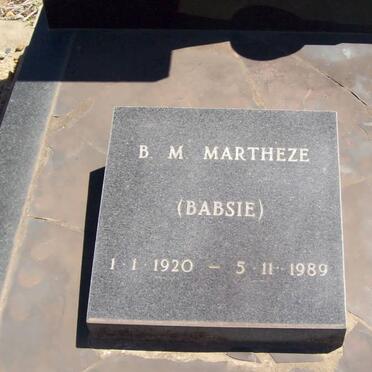 B. M. MARTHEZE
(BABSIE)
1·1·1920 – 5·11·1989